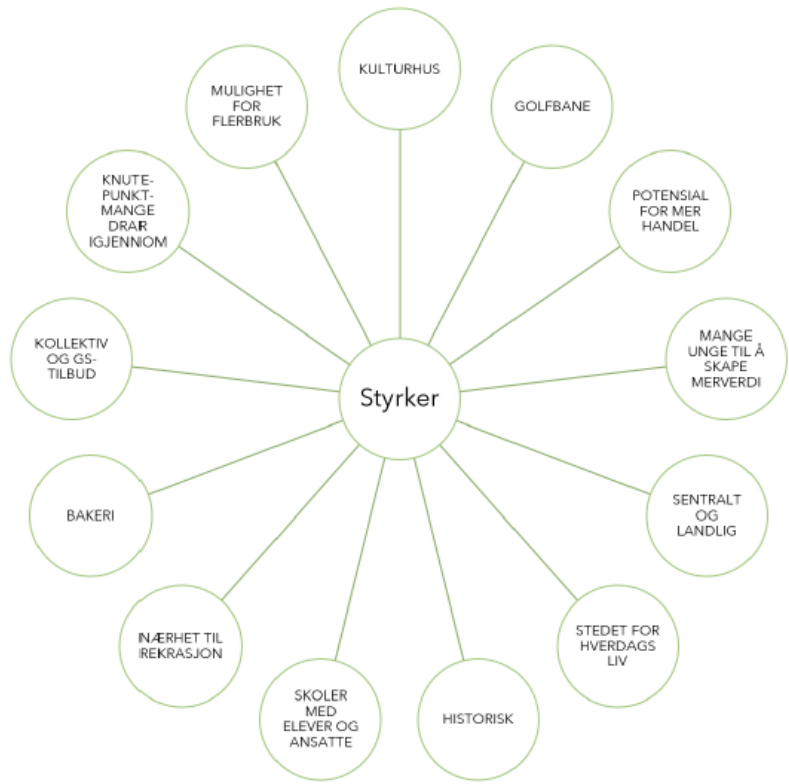 KULTURHUS
GOLFBANE
POTENSIAL
FOR MER
HANDEL
MANGE
UNGE TIL Å
SKAPE
MERVERDI
SENTRALT
OG
LANDLIG
STEDET FOR
HVERDAGS
LIV
HISTORISK
SKOLER
MED
ELEVER OG
ANSATTE
NÆRHET TIL
REKRASJON
BAKERI
KOLLEKTIV
OG GS-
TILBUD
KNUTE-
PUNKT-
MANGE
DRAR
IGJENNIOM
MULIGHET
FOR
FLERBRUK
Styrker